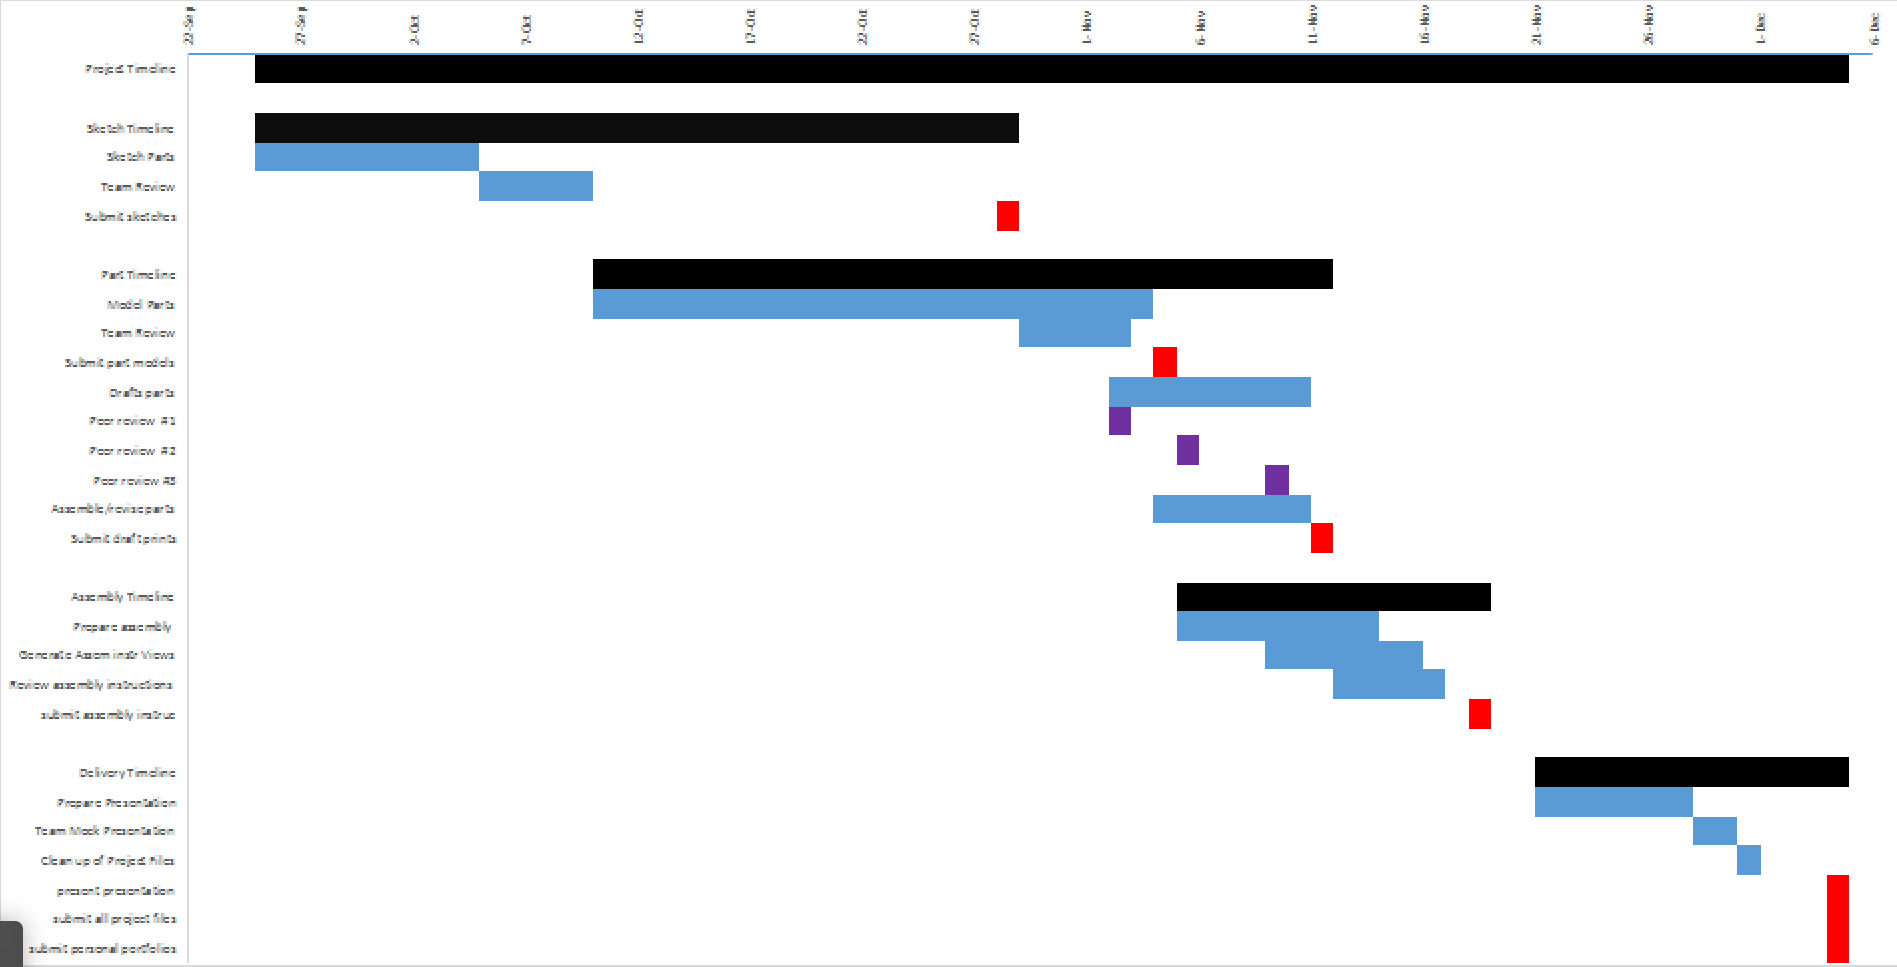 22-Sep
27-Sep
2-Oct
7-Oct
12-Oct
17-Oct
22-Oct
27-Oct
1-Nov
6-Nov
11-Nov
16-Nov
21-Nov
26-Nov
1-Dec
6-Dec
Project Timeline
Sketch Timeline
Sketch Parts
Team Review
Submit sketches
Part Timeline
Model Parts
Team Review
Submit part models
Drafts parts
Peer review #1
Peer review #2
Peer review #3
Assemble/revise parts
Submit draft prints
Assembly Timeline
Prepare assembly
Generate Assem instr Views
Review assembly instructions
submit assembly instruc
Delivery Timeline
Prepare Presentation
Team Mock Presentation
Clean up of Project Files
present presentation
submit all project files
submit personal portfolios